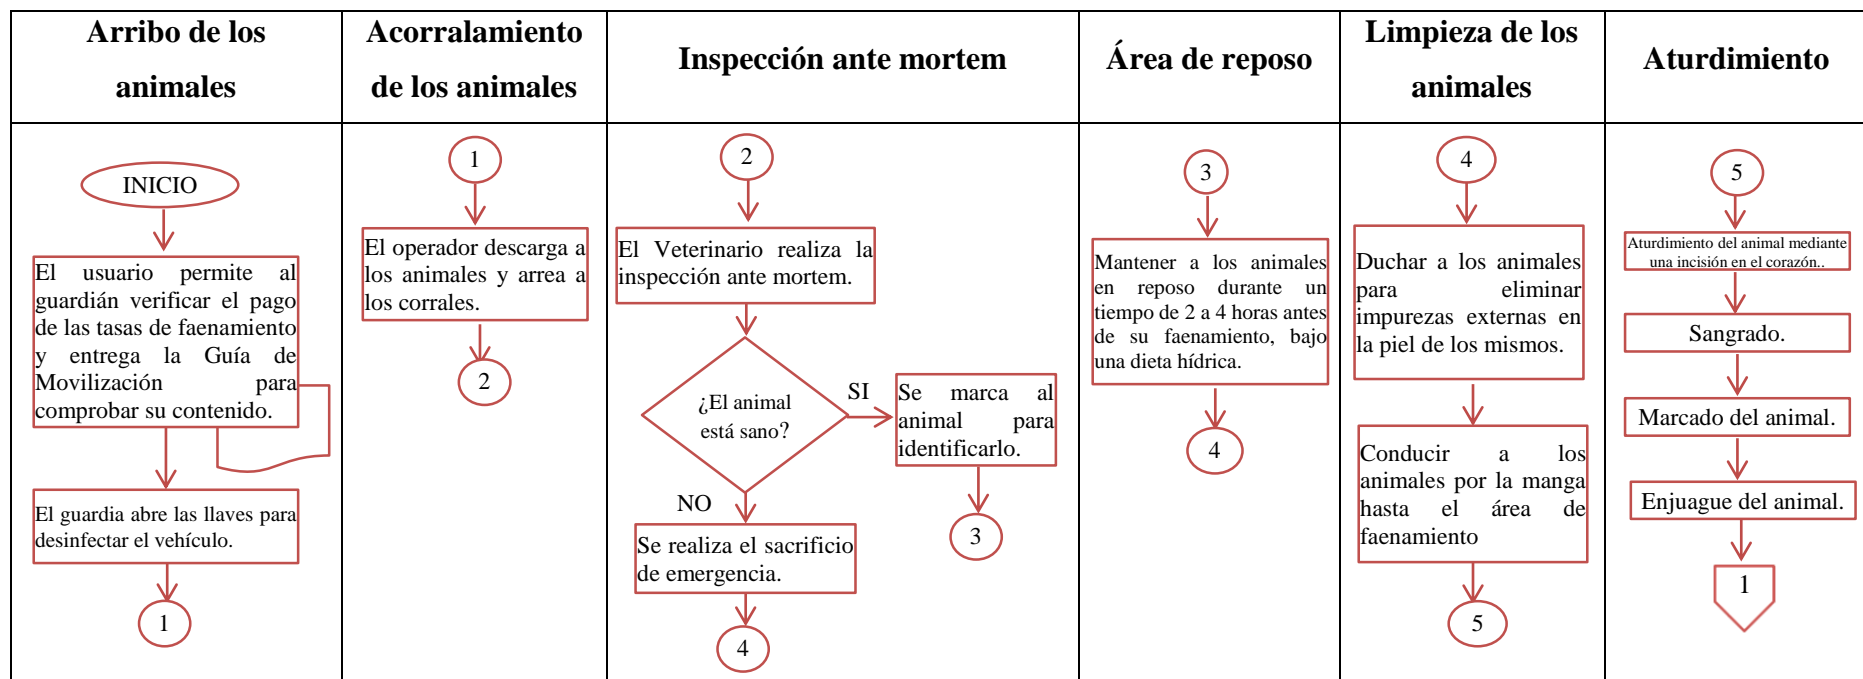 Arribo de los
animales
Acorralamiento
de los animales
Inspección ante mortem
Área de reposo
Limpieza de los
animales
Aturdimiento
INICIO
El usuario permite al
guardián verificar el pago
de las tasas de faenamiento
y entrega la Guía de
Movilización para
comprobar su contenido.
El guardia abre las llaves para
desinfectar el vehículo.
1
1
El operador descarga a
los animales y arrea a
los corrales.
2
2
El Veterinario realiza la
inspección ante mortem.
¿El animal
está sano?
SI
Se marca al
animal para
identificarlo.
3
NO
Se realiza el sacrificio
de emergencia.
4
3
Mantener a los animales
en reposo durante un
tiempo de 2 a 4 horas antes
de su faenamiento, bajo
una dieta hídrica.
4
4
Duchar a los animales
para eliminar
impurezas externas en
la piel de los mismos.
Conducir a los
animales por la manga
hasta el área de
faenamiento
5
5
Aturdimiento del animal mediante
una incisión en el corazón..
Sangrado.
Marcado del animal.
Enjuague del animal.
1